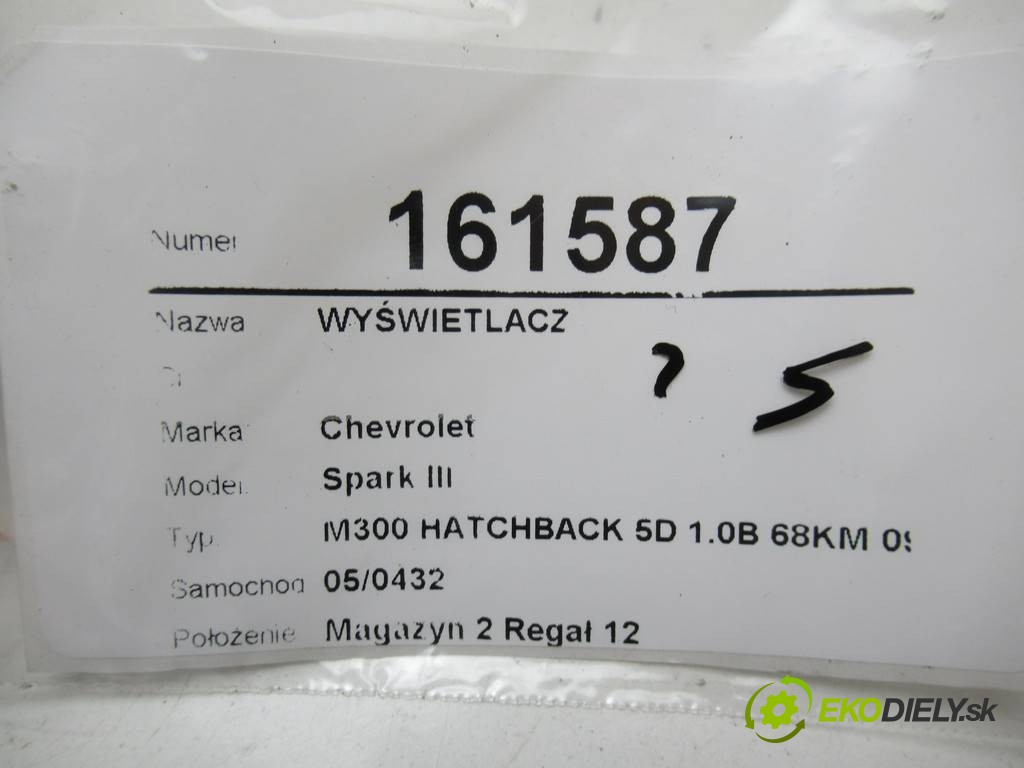 Numer 161587
Nazwa WYŚWIETLACZ
? 5
Marka Chevrolet
Model Spark III
Typ M300 HATCHBACK 5D 1.0B 68KM 09
Samochod 05/0432
Położenie Magazyn 2 Regał 12
EKODIELY.sk